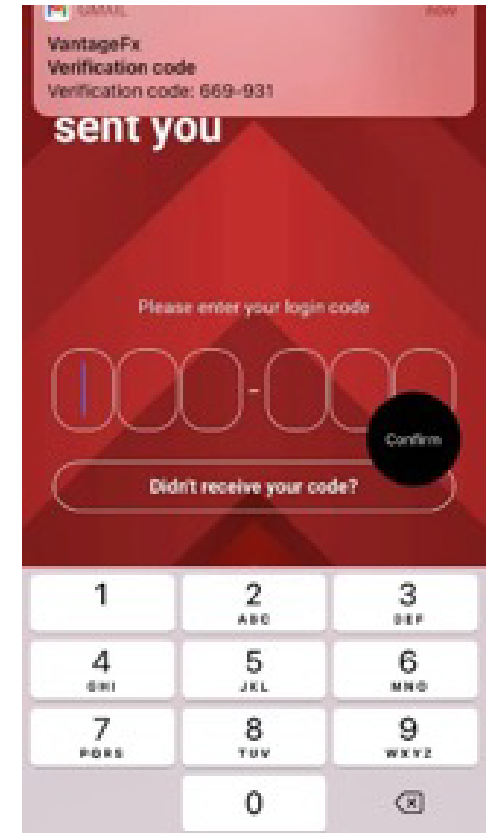 GMAIL now
VantageFx
Verification code
Verification code: 669-931
sent you
Please enter your login code
-
Confirm
Didn't receive your code?
1 2 3
ABC DEF
4 5 6
GHI JKL MNO
7 8 9
PQRS TUV WXYZ
0